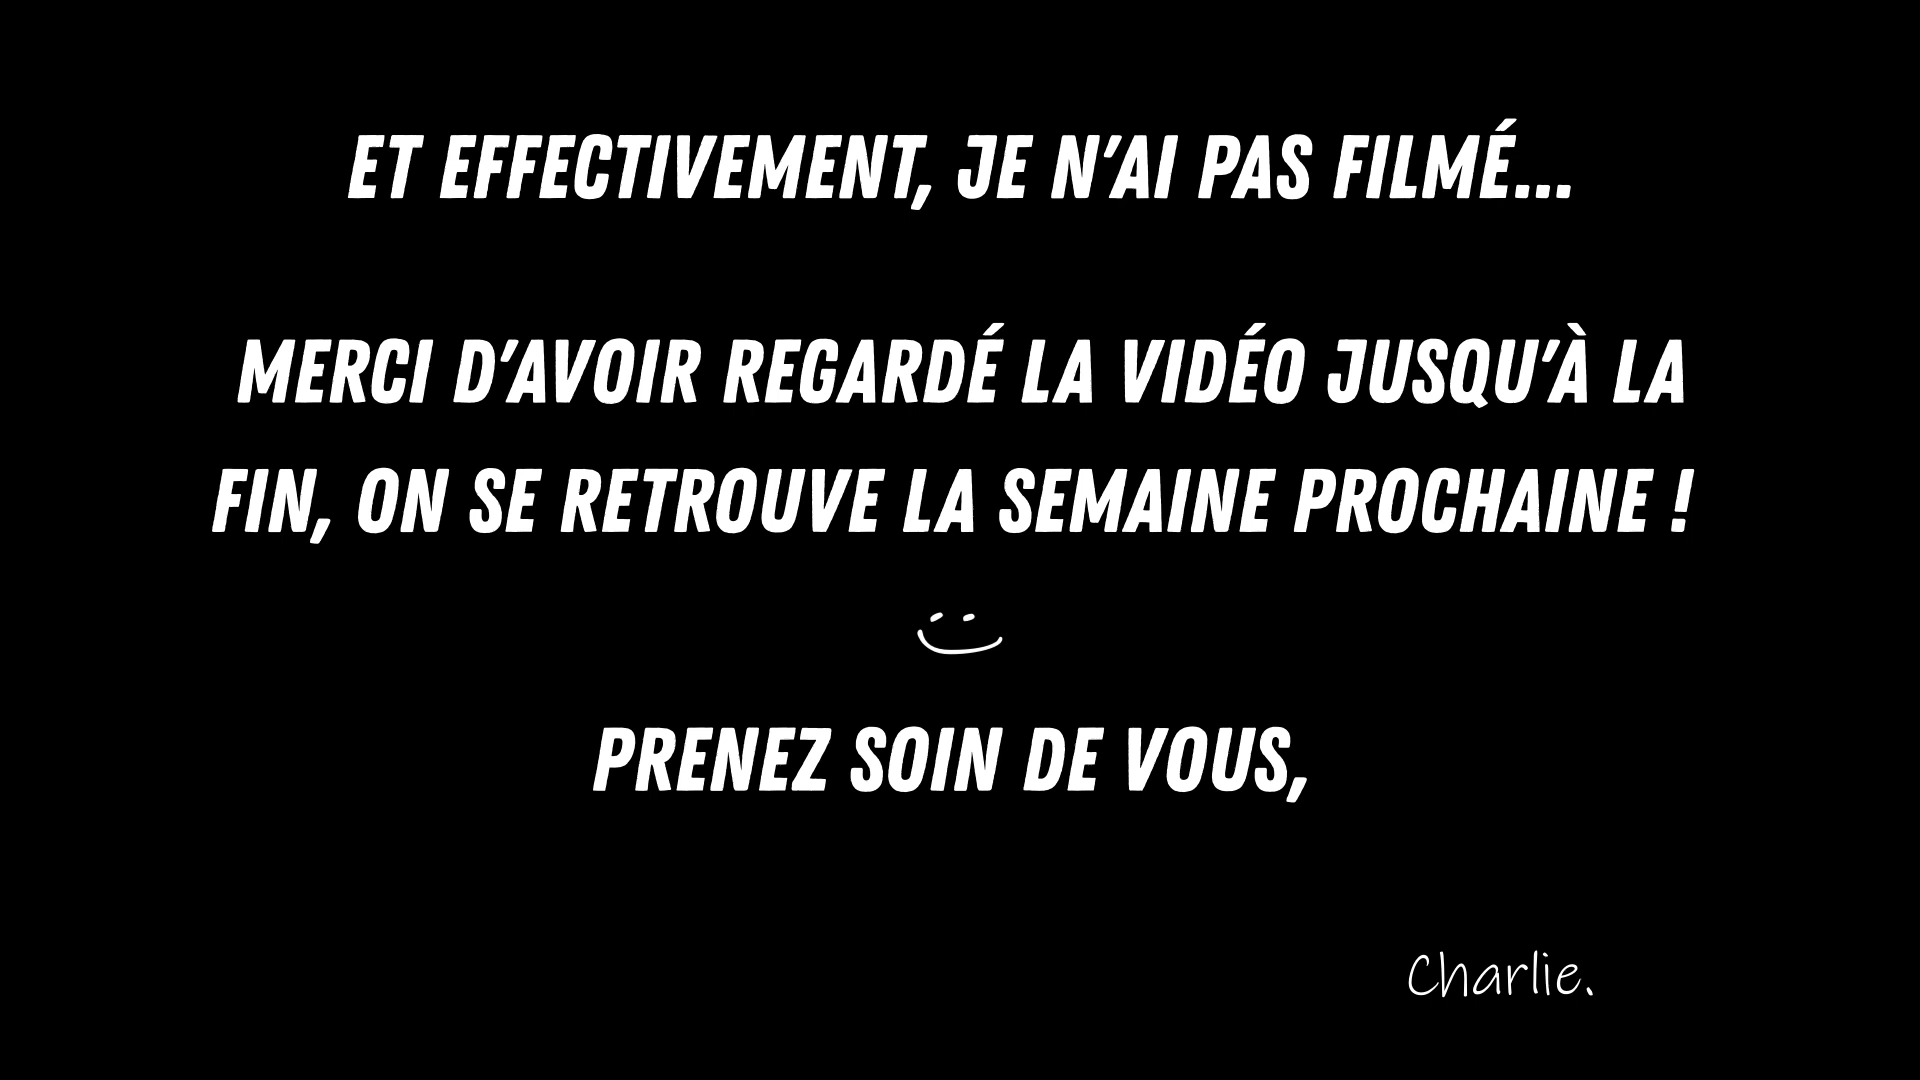 ET EFFECTIVEMENT, JE N'AI PAS FILMÉ...
MERCI D'AVOIR REGARDÉ LA VIDÉO JUSQU'À LA
FIN, ON SE RETROUVE LA SEMAINE PROCHAINE !
PRENEZ SOIN DE VOUS,
Charlie.